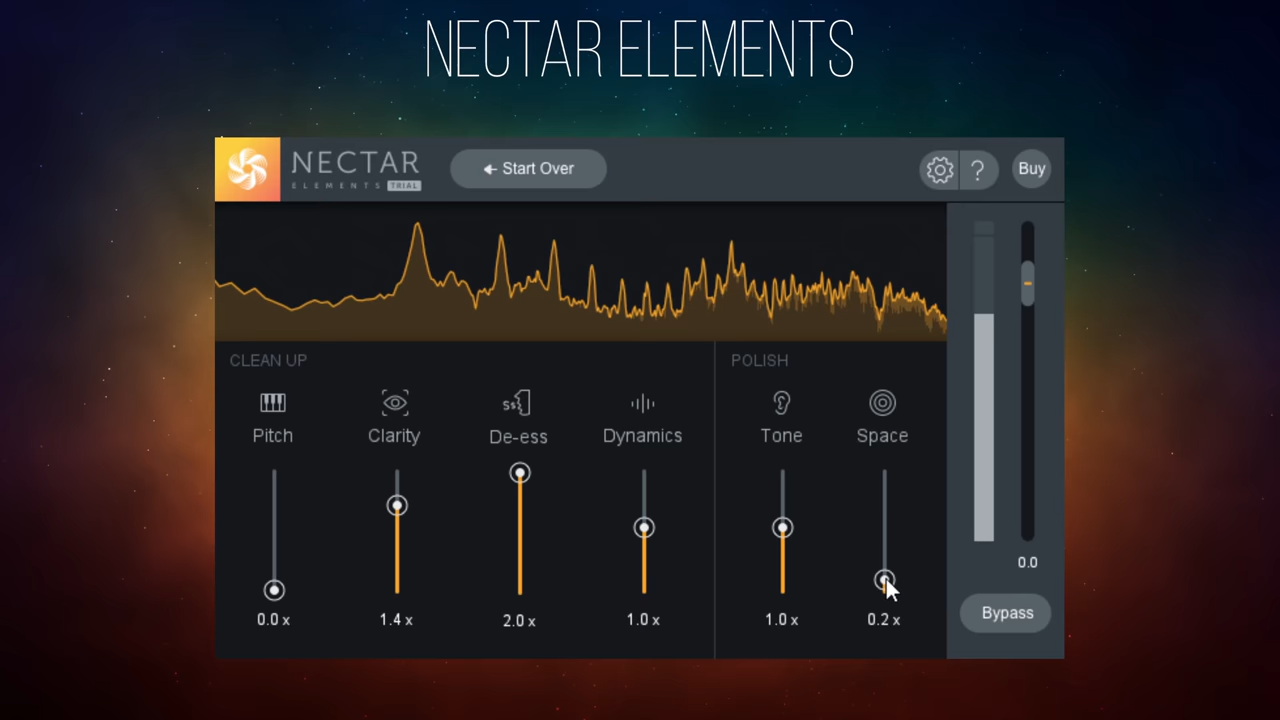 NECTAR ELEMENTS
NECTAR
ELEMENTS TRIAL
Start Over
?
Buy
CLEAN UP
POLISH
Pitch
Clarity
SsS
De-ess
Dynamics
Tone
Space
0.0 x
1.4 x
2.0 x
1.0 x
1.0 x
0.2 x
0.0
Bypass